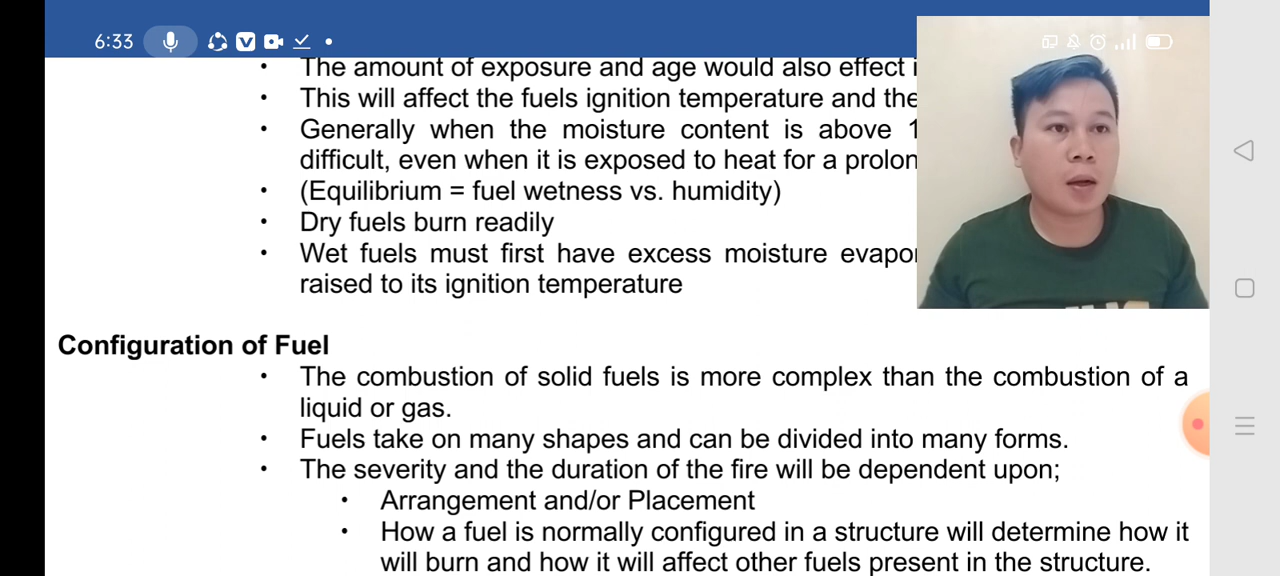 6:33
The amount of exposure and age would also effect
This will affect the fuels ignition temperature and the
Generally when the moisture content is above 1
difficult, even when it is exposed to heat for a
(Equilibrium = fuel wetness vs. humidity)
Dry fuels burn readily
Wet fuels must first have excess moisture
raised to its ignition temperature
Configuration of Fuel
The combustion of solid fuels is more complex than the combustion of a
liquid or gas.
Fuels take on many shapes and can be divided into many forms.
The severity and the duration of the fire will be dependent upon;
Arrangement and/or Placement
How a fuel is normally configured in a structure will determine how it
will burn and how it will affect other fuels present in the structure.